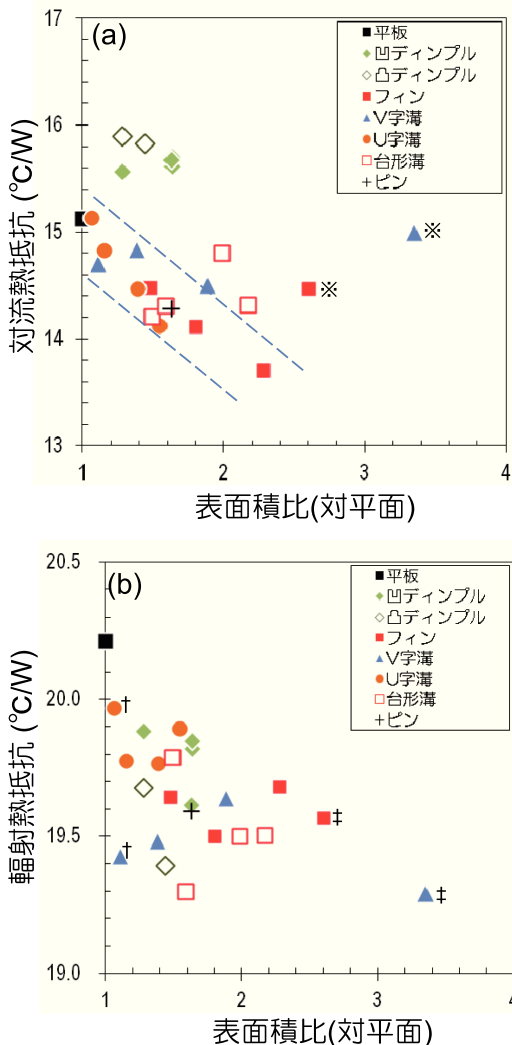 17
(a)
平板
凹ディンプル
凸ディンプル
フィン
V字溝
U字溝
台形溝
ピン
16
15
14
13
※
※
対流熱抵抗 (℃/W)
1
2
3
4
表面積比(対平面)
20.5
(b)
平板
凹ディンプル
凸ディンプル
フィン
V字溝
U字溝
台形溝
ピン
20.0
19.5
19.0
†
†
‡
‡
輻射熱抵抗 (℃/W)
1
2
3
4
表面積比(対平面)